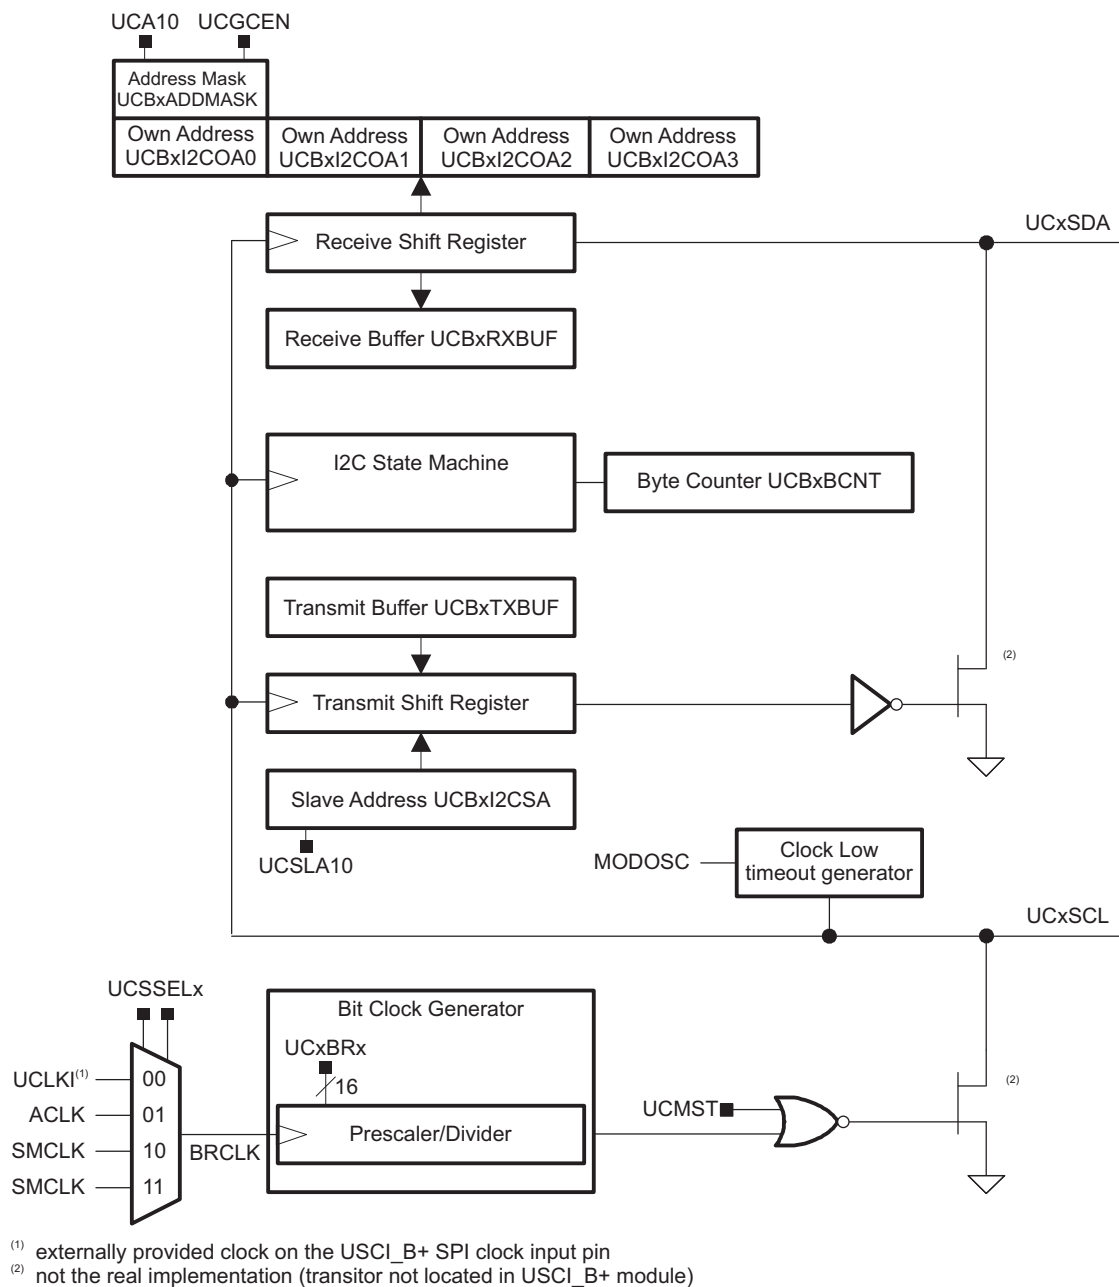 UCA10 UCGCEN
Address Mask
UCBxADDMASK
Own Address
UCBxI2COA0
Own Address
UCBxI2COA1
Own Address
UCBxI2COA2
Own Address
UCBxI2COA3
Receive Shift Register
UCxSDA
Receive Buffer UCBxRXBUF
I2C State Machine
Byte Counter UCBxBCNT
Transmit Buffer UCBxTXBUF
(2)
Transmit Shift Register
Slave Address UCBxI2CSA
UCSLA10
MODOSC
Clock Low
timeout generator
UCxSCL
UCSSELx
Bit Clock Generator
UCxBRx
16
UCLKI(1) 00
ACLK 01
SMCLK 10
SMCLK 11
BRCLK
Prescaler/Divider
UCMST
(2)
(1) externally provided clock on the USCI_B+ SPI clock input pin
(2) not the real implementation (transitor not located in USCI_B+ module)